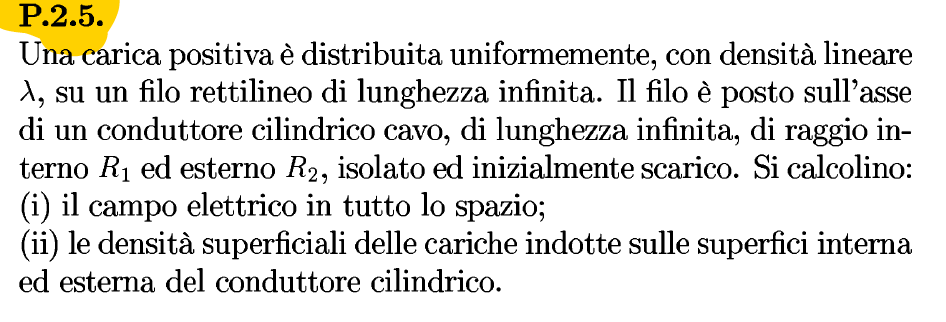 P.2.5.
Una carica positiva è distribuita uniformemente, con densità lineare
λ, su un filo rettilineo di lunghezza infinita. Il filo è posto sull'asse
di un conduttore cilindrico cavo, di lunghezza infinita, di raggio in-
terno R₁ ed esterno R₂, isolato ed inizialmente scarico. Si calcolino:
(i) il campo elettrico in tutto lo spazio;
(ii) le densità superficiali delle cariche indotte sulle superfici interna
ed esterna del conduttore cilindrico.